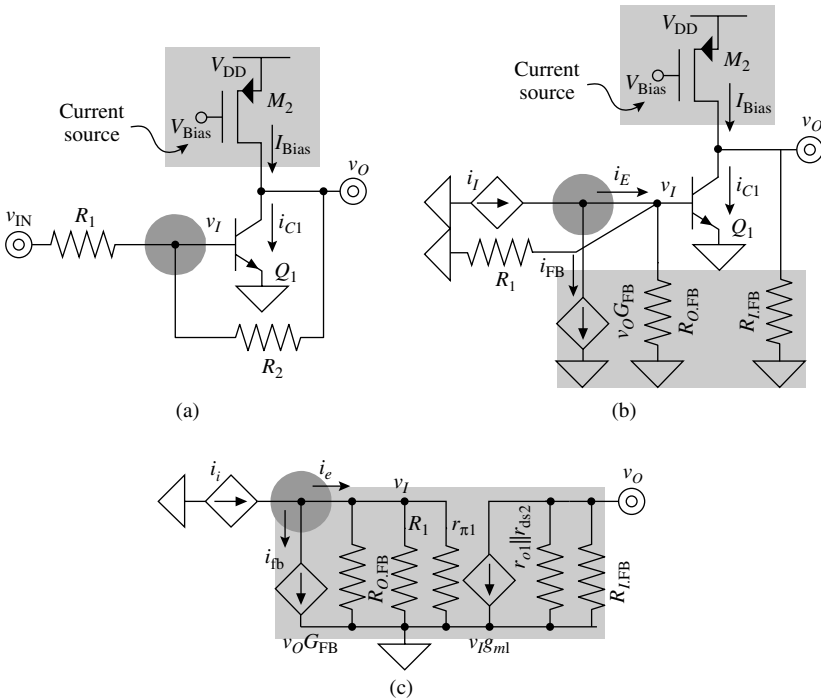 V_DD
M_2
Current
source
V_Bias
I_Bias
v_O
v_IN
R_1
v_I
i_C1
Q_1
R_2
(a)
V_DD
M_2
Current
source
V_Bias
I_Bias
v_O
i_I
i_E
v_I
i_C1
Q_1
R_1
i_FB
v_O G_FB
R_O.FB
R_I.FB
(b)
i_i
i_e
v_I
v_O
R_1
r_π1
i_fb
R_O.FB
r_o1||r_ds2
R_I.FB
v_O G_FB
v_I g_m1
(c)